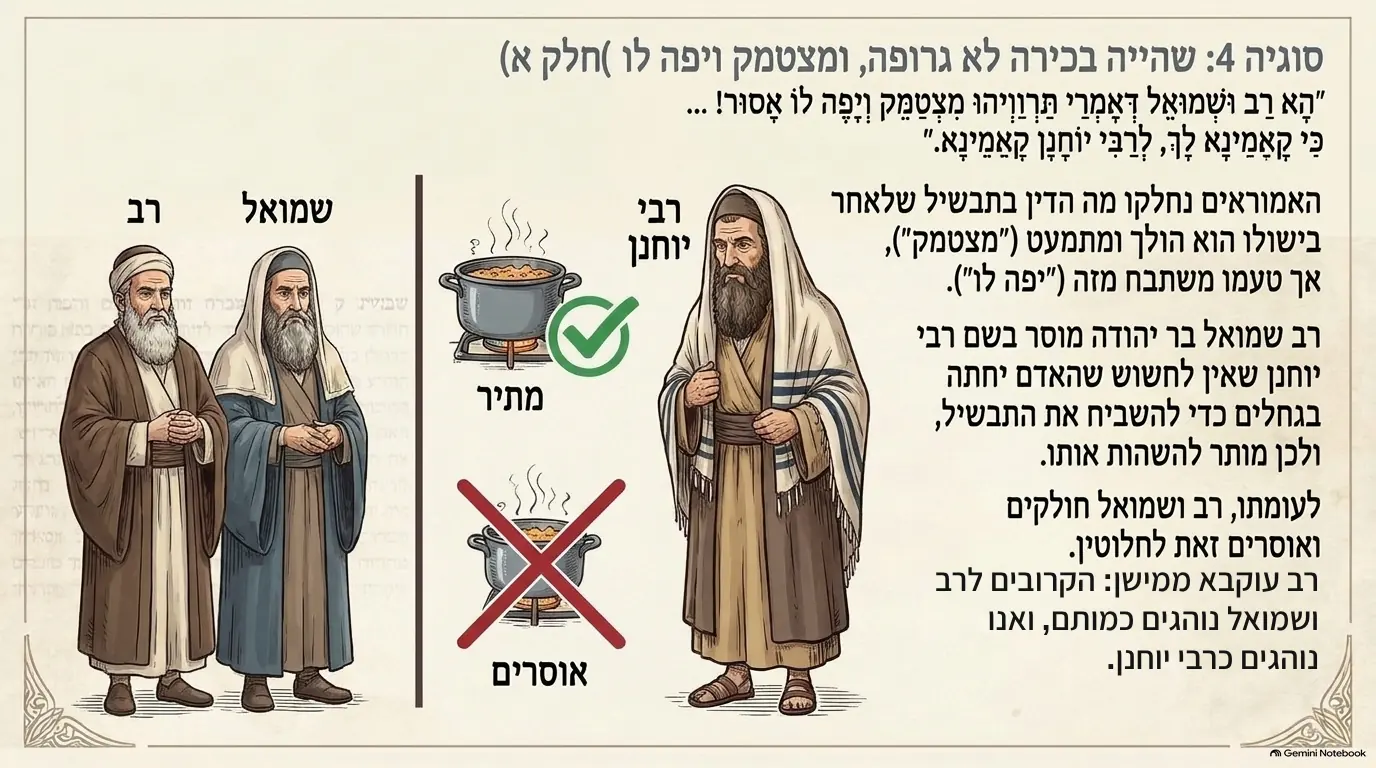 סוגיה 4: שהייה בכירה לא גרופה, ומצטמק ויפה לו )חלק א)
"הָא רַב וּשְׁמוּאֵל דְּאָמְרֵי תַּרְוַויְהוּ מִצְטַמֵּק וְיָפֶה לוֹ אָסוּר! ...
כִּי קָאָמֵינָא לָךְ, לְרַבִּי יוֹחָנָן קָאָמֵינָא."
האמוראים נחלקו מה הדין בתבשיל שלאחר
בישולו הוא הולך ומתמעט ("מצטמק"),
אך טעמו משתבח מזה ("יפה לו").
רב שמואל בר יהודה מוסר בשם רבי
יוחנן שאין לחשוש שהאדם יחתה
בגחלים כדי להשביח את התבשיל,
ולכן מותר להשהות אותו.
לעומתו, רב ושמואל חולקים
ואוסרים זאת לחלוטין.
רב עוקבא ממישן: הקרובים לרב
ושמואל נוהגים כמותם, ואנו
נוהגים כרבי יוחנן.
רבי
יוחנן
מתיר
אוסרים
שמואל
רב
Gemini Notebook